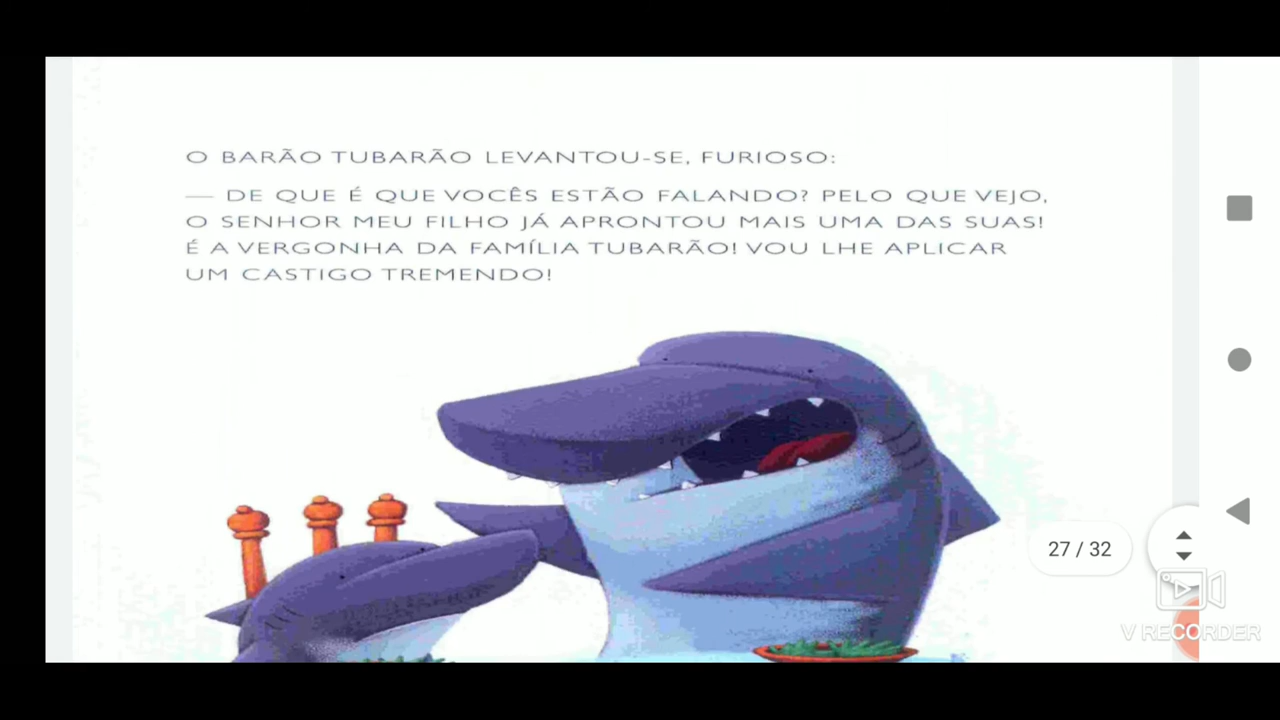 O BARÃO TUBARÃO LEVANTOU-SE, FURIOSO:
— DE QUE É QUE VOCÊS ESTÃO FALANDO? PELO QUE VEJO,
O SENHOR MEU FILHO JÁ APRONTOU MAIS UMA DAS SUAS!
É A VERGONHA DA FAMÍLIA TUBARÃO! VOU LHE APLICAR
UM CASTIGO TREMENDO!
27 / 32
V RECORDER